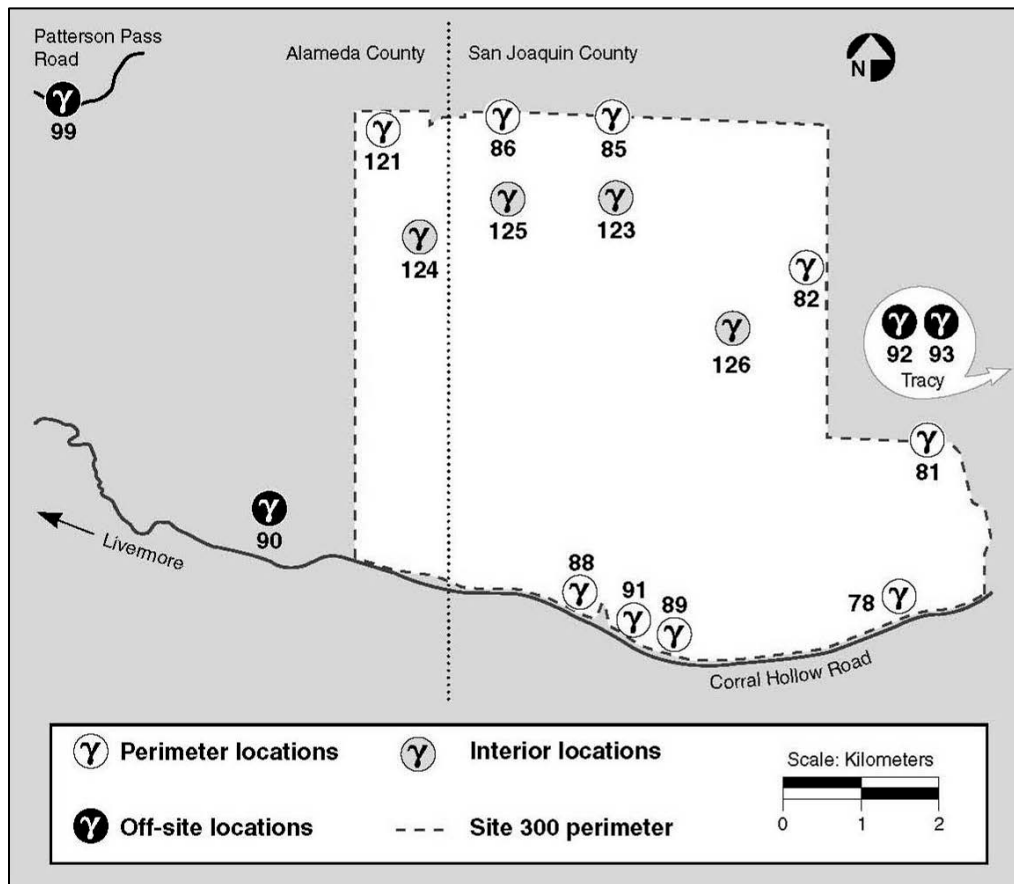 Patterson Pass
Road
γ
99
Alameda County
San Joaquin County
N
γ
121
γ
86
γ
85
γ
124
γ
125
γ
123
γ
82
γ
126
γ γ
92 93
Tracy
γ
81
γ
90
Livermore
88
γ
91
γ
89
γ
78 γ
Corral Hollow Road
γ Perimeter locations
γ Interior locations
Scale: Kilometers
0 1 2
γ Off-site locations
Site 300 perimeter